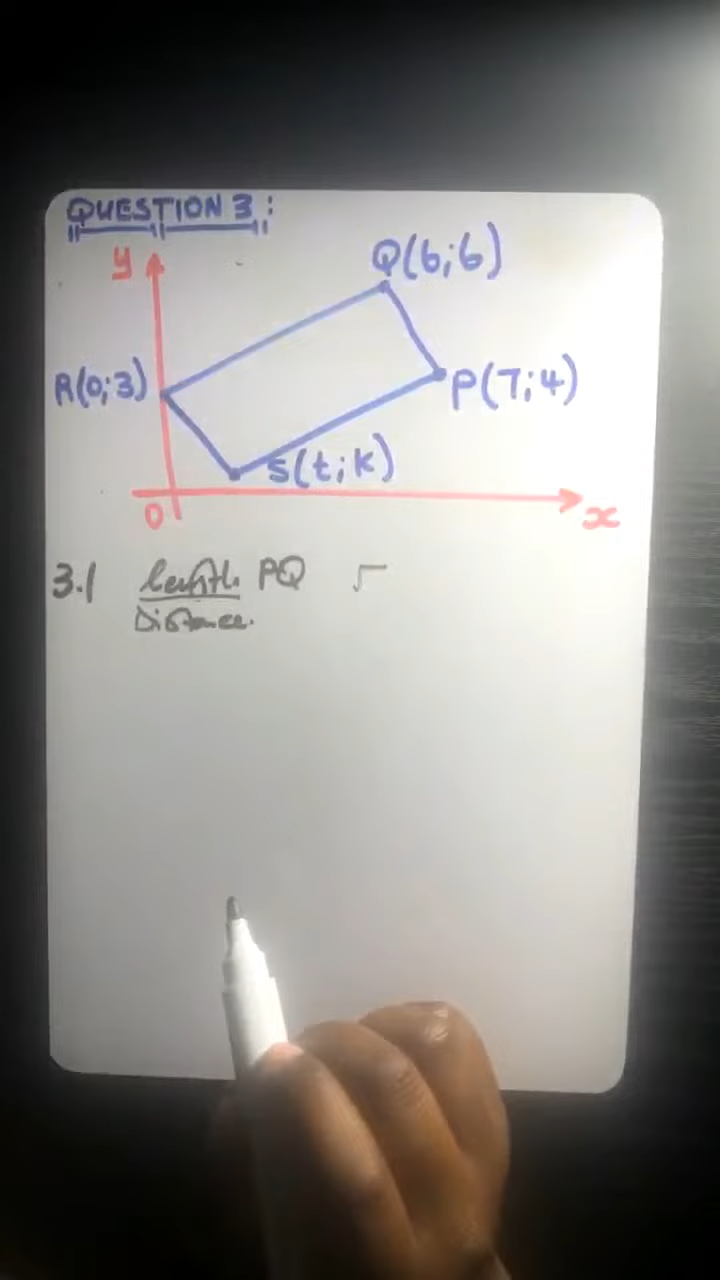 QUESTION 3:
y
Q(6;6)
R(0;3)
P(7;4)
S(t;k)
0
x
3.1 length PQ √
Distance.